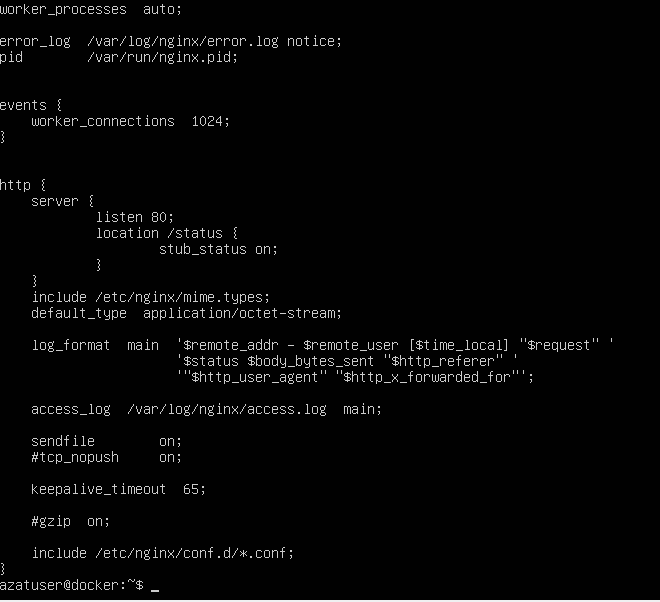 worker_processes  auto;

error_log  /var/log/nginx/error.log notice;
pid        /var/run/nginx.pid;


events {
    worker_connections  1024;
}


http {
    server {
            listen 80;
            location /status {
                    stub_status on;
            }
    }
    include /etc/nginx/mime.types;
    default_type  application/octet-stream;

    log_format  main  '$remote_addr - $remote_user [$time_local] "$request" '
                      '$status $body_bytes_sent "$http_referer" '
                      '"$http_user_agent" "$http_x_forwarded_for"';

    access_log  /var/log/nginx/access.log  main;

    sendfile        on;
    #tcp_nopush     on;

    keepalive_timeout  65;

    #gzip  on;

    include /etc/nginx/conf.d/*.conf;
}
azatuser@docker:~$ _